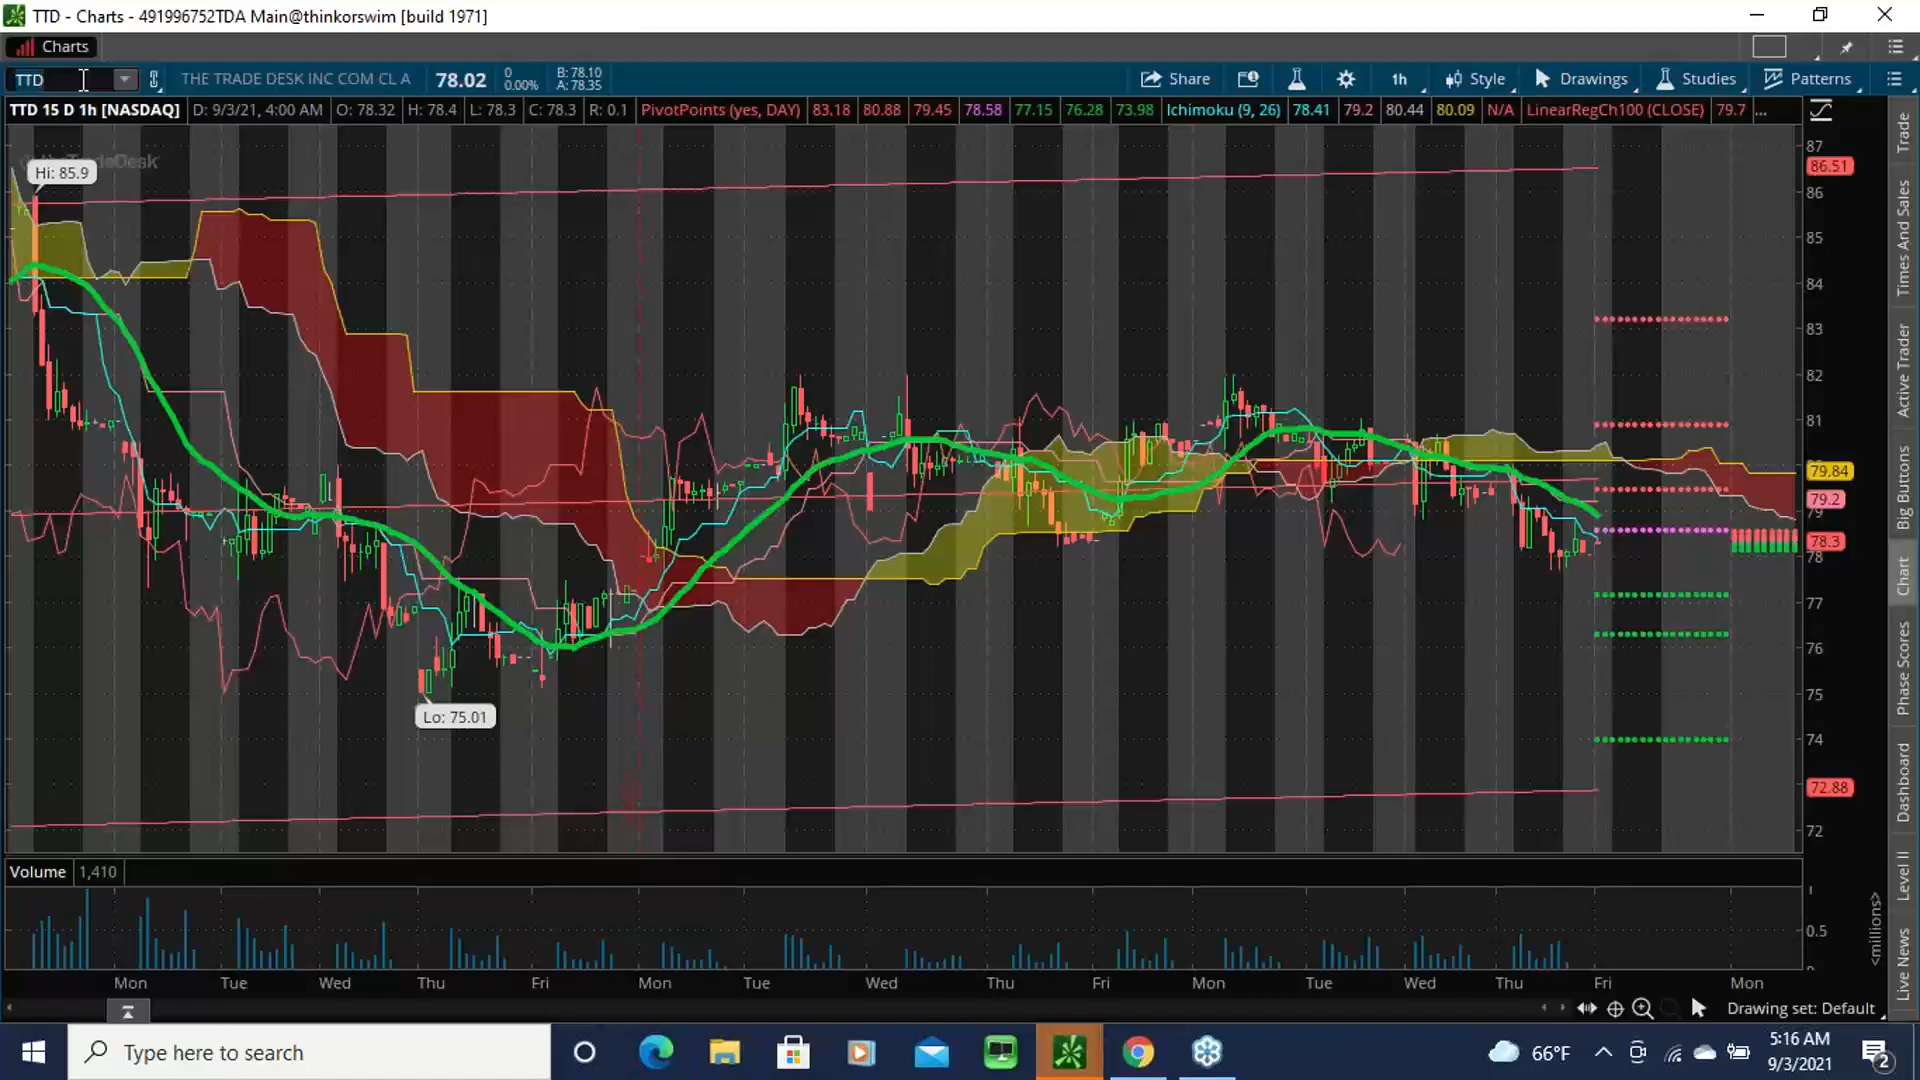 TTD - Charts - 491996752TDA Main@thinkorswim [build 1971]
Charts
TTD THE TRADE DESK INC COM CL A 78.02 0 0.00% B: 78.10 A: 78.35 Share 1h Style Drawings Studies Patterns
TTD 15 D 1h [NASDAQ] D: 9/3/21, 4:00 AM O: 78.32 H: 78.4 L: 78.3 C: 78.3 R: 0.1 PivotPoints (yes, DAY) 83.18 80.88 79.45 78.58 77.15 76.28 73.98 Ichimoku (9, 26) 78.41 79.2 80.44 80.09 N/A LinearRegCh100 (CLOSE) 79.7 ...
Hi: 85.9
Lo: 75.01
87
86.51
86
85
84
83
82
81
79.84
79.2
79
78.3
78
77
76
75
74
72.88
72
Trade
Times And Sales
Active Trader
Big Buttons
Chart
Phase Scores
Dashboard
Level II
Live News
Volume 1,410
0.5
<millions>
Mon Tue Wed Thu Fri Mon Tue Wed Thu Fri Mon Tue Wed Thu Fri Mon
Drawing set: Default
Type here to search
66°F
5:16 AM
9/3/2021
2